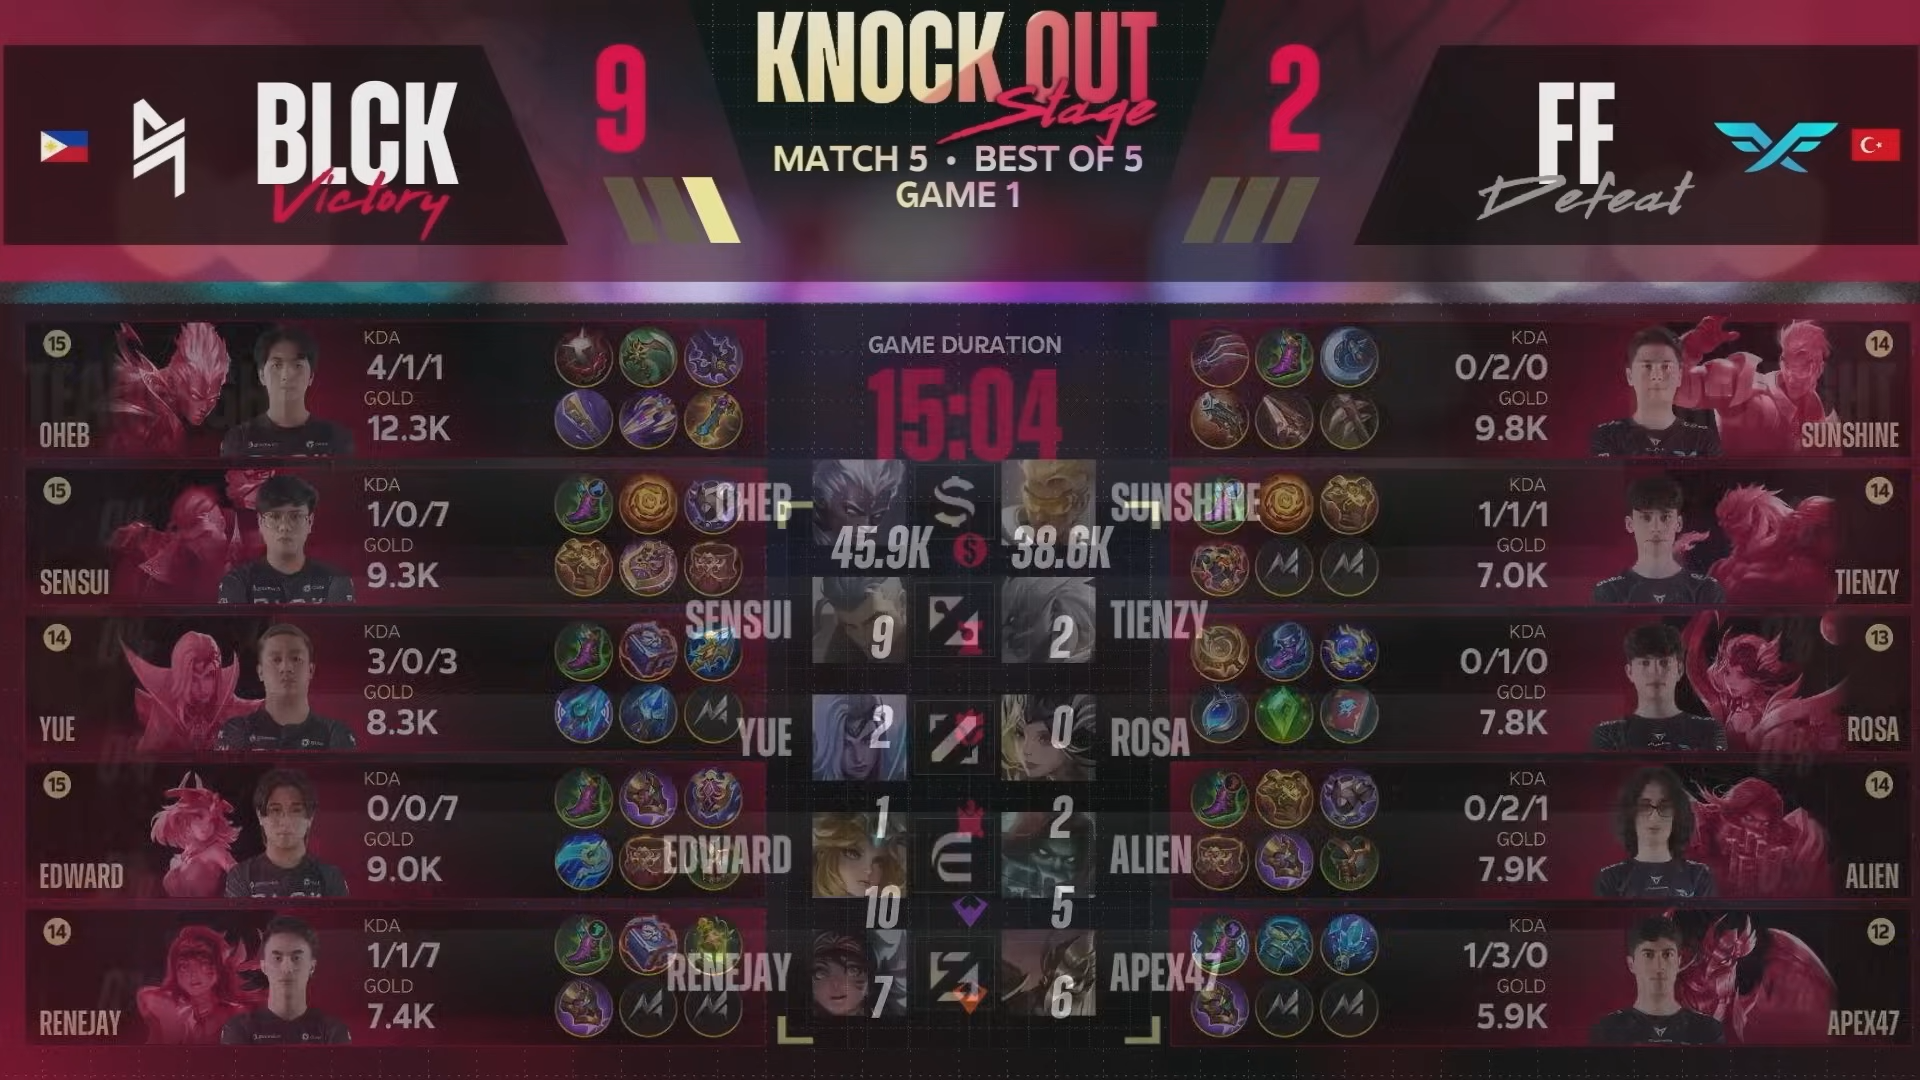 KNOCK OUT
Stage
MATCH 5 • BEST OF 5
GAME 1
BLCK
Victory
9
2
FF
Defeat
15
OHEB
KDA
4/1/1
GOLD
12.3K
15
SENSUI
KDA
1/0/7
GOLD
9.3K
14
YUE
KDA
3/0/3
GOLD
8.3K
15
EDWARD
KDA
0/0/7
GOLD
9.0K
14
RENEJAY
KDA
1/1/7
GOLD
7.4K
GAME DURATION
15:04
OHEB SUNSHINE
45.9K 38.6K
SENSUI TIENZY
9 2
YUE ROSA
2 0
1 2
EDWARD ALIEN
10 5
RENEJAY APEX47
7 6
KDA
0/2/0
GOLD
9.8K
14
SUNSHINE
KDA
1/1/1
GOLD
7.0K
14
TIENZY
KDA
0/1/0
GOLD
7.8K
13
ROSA
KDA
0/2/1
GOLD
7.9K
14
ALIEN
KDA
1/3/0
GOLD
5.9K
12
APEX47